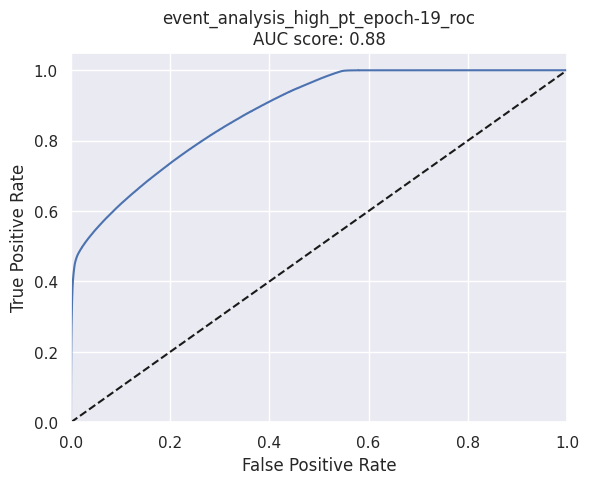 event_analysis_high_pt_epoch-19_roc
AUC score: 0.88
True Positive Rate
1.0
0.8
0.6
0.4
0.2
0.0
0.0 0.2 0.4 0.6 0.8 1.0
False Positive Rate